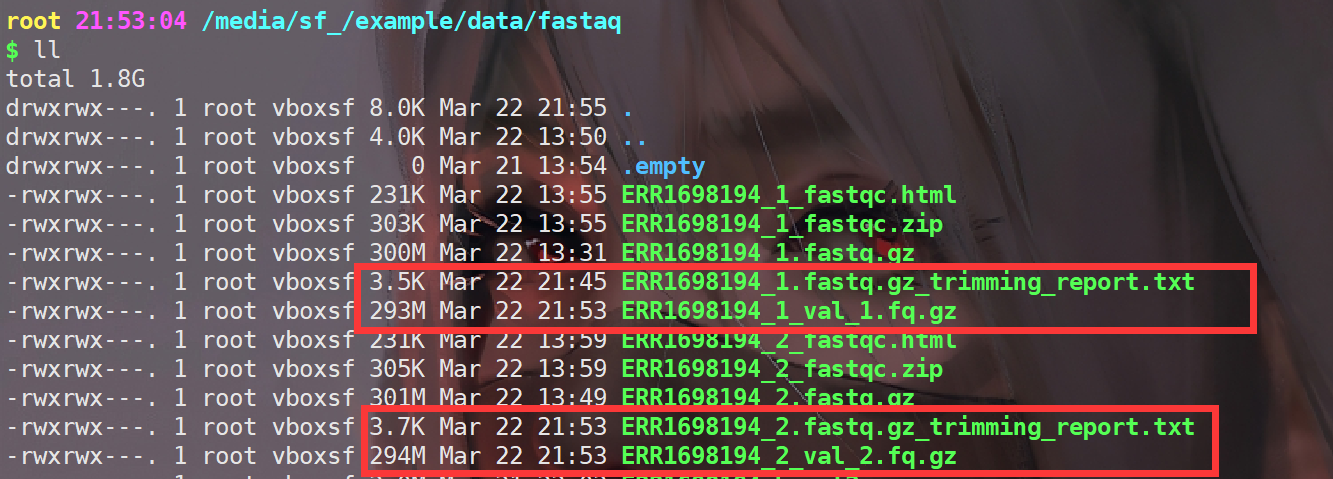 root 21:53:04 /media/sf_/example/data/fastaq
$ ll
total 1.8G
drwxrwx---. 1 root vboxsf 8.0K Mar 22 21:55 .
drwxrwx---. 1 root vboxsf 4.0K Mar 22 13:50 ..
drwxrwx---. 1 root vboxsf    0 Mar 21 13:54 .empty
-rwxrwx---. 1 root vboxsf 231K Mar 22 13:55 ERR1698194_1_fastqc.html
-rwxrwx---. 1 root vboxsf 303K Mar 22 13:55 ERR1698194_1_fastqc.zip
-rwxrwx---. 1 root vboxsf 300M Mar 22 13:31 ERR1698194_1.fastq.gz
-rwxrwx---. 1 root vboxsf 3.5K Mar 22 21:45 ERR1698194_1.fastq.gz_trimming_report.txt
-rwxrwx---. 1 root vboxsf 293M Mar 22 21:53 ERR1698194_1_val_1.fq.gz
-rwxrwx---. 1 root vboxsf 231K Mar 22 13:59 ERR1698194_2_fastqc.html
-rwxrwx---. 1 root vboxsf 305K Mar 22 13:59 ERR1698194_2_fastqc.zip
-rwxrwx---. 1 root vboxsf 301M Mar 22 13:49 ERR1698194_2.fastq.gz
-rwxrwx---. 1 root vboxsf 3.7K Mar 22 21:53 ERR1698194_2.fastq.gz_trimming_report.txt
-rwxrwx---. 1 root vboxsf 294M Mar 22 21:53 ERR1698194_2_val_2.fq.gz